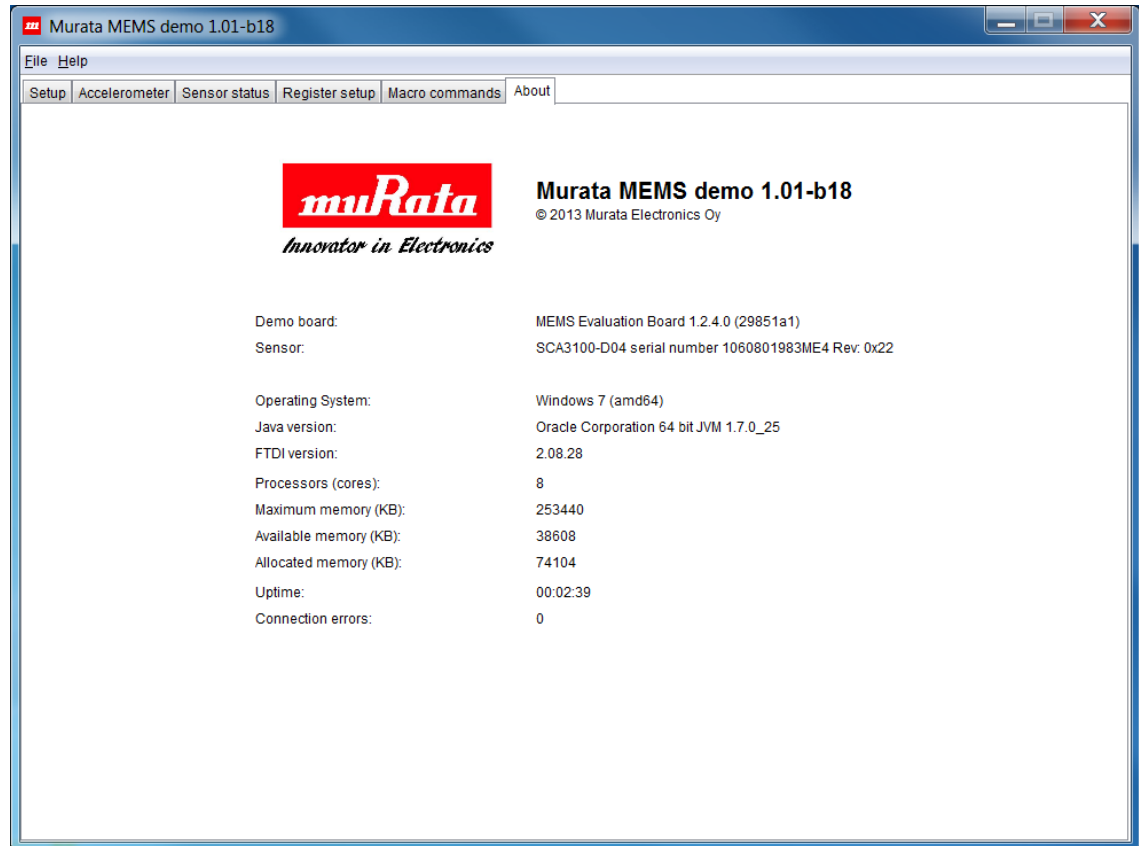 Murata MEMS demo 1.01-b18
File Help
Setup Accelerometer Sensor status Register setup Macro commands About
muRata
Innovator in Electronics
Murata MEMS demo 1.01-b18
© 2013 Murata Electronics Oy
Demo board: MEMS Evaluation Board 1.2.4.0 (29851a1)
Sensor: SCA3100-D04 serial number 1060801983ME4 Rev: 0x22
Operating System: Windows 7 (amd64)
Java version: Oracle Corporation 64 bit JVM 1.7.0_25
FTDI version: 2.08.28
Processors (cores): 8
Maximum memory (KB): 253440
Available memory (KB): 38608
Allocated memory (KB): 74104
Uptime: 00:02:39
Connection errors: 0